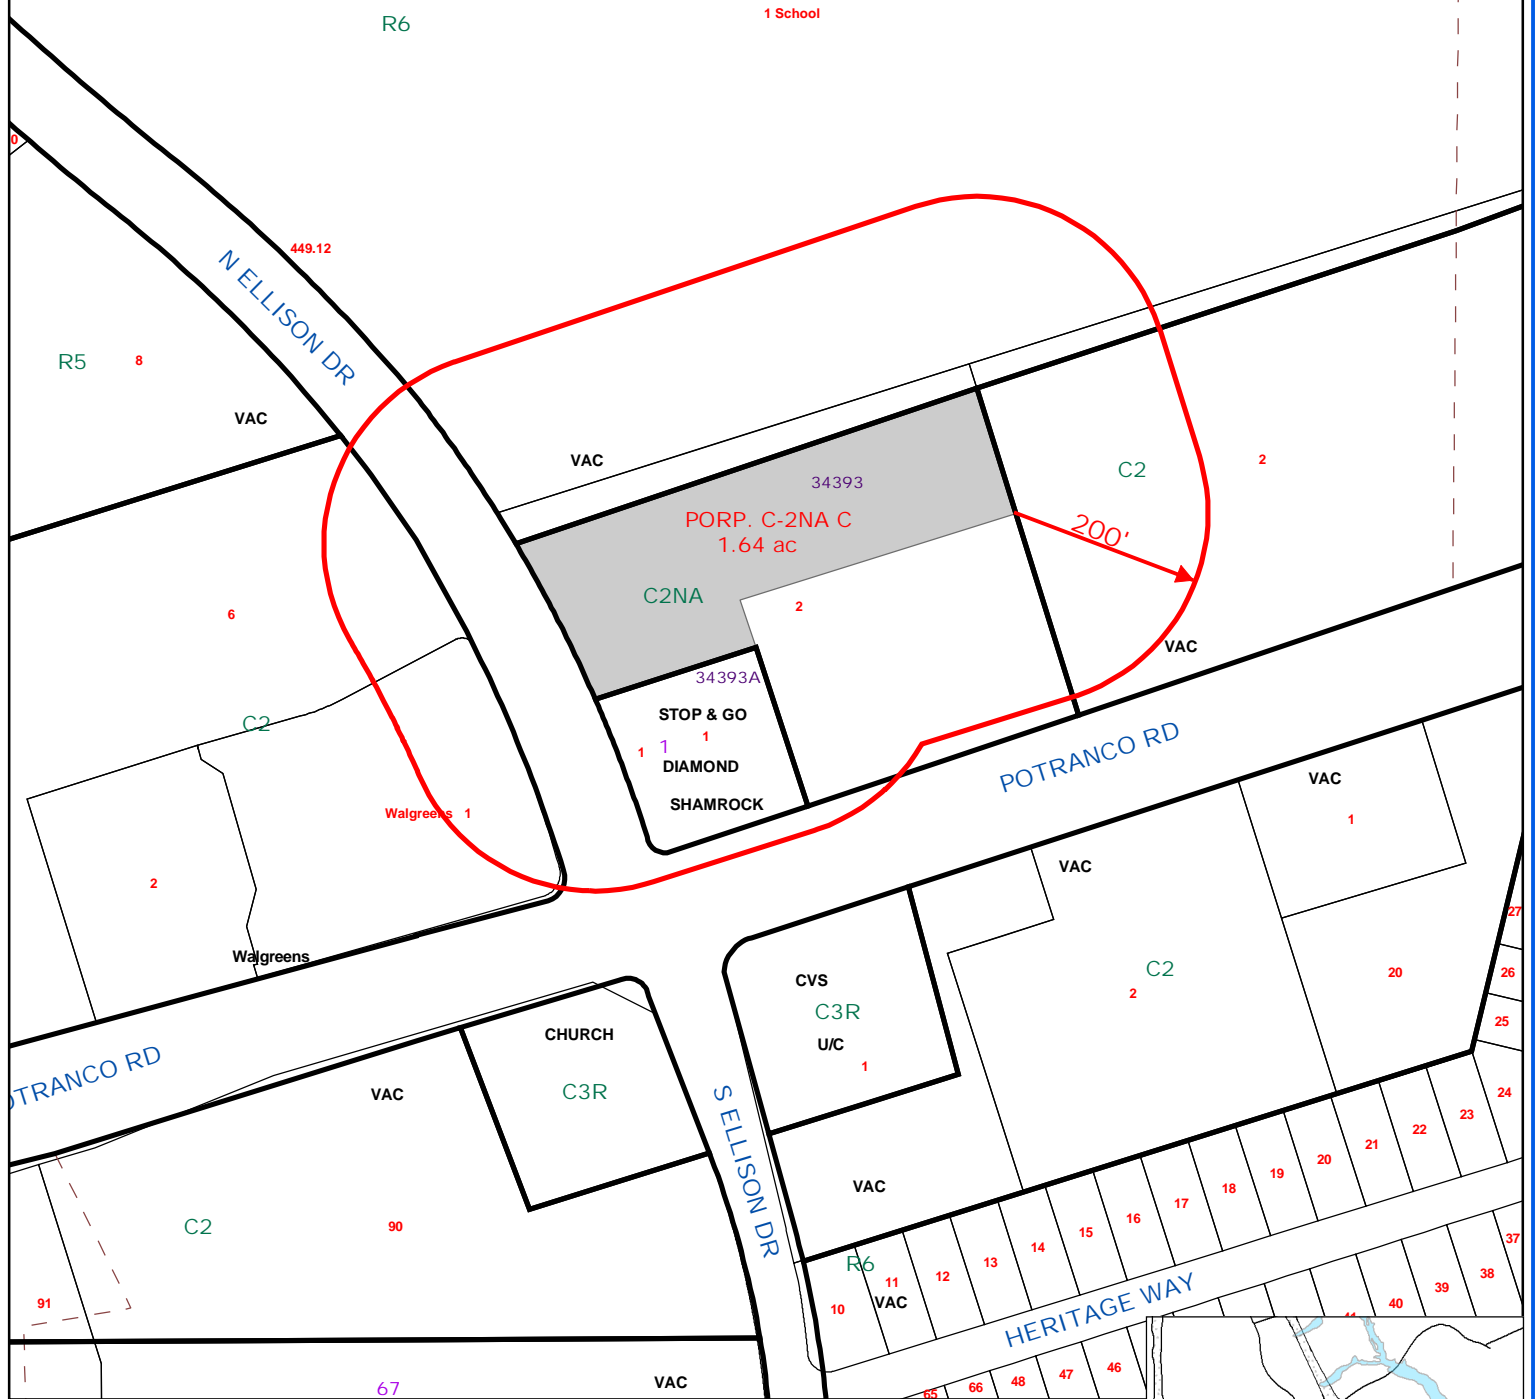 R6
1 School
0
449.12
N ELLISON DR
R5
8
VAC
VAC
34393
C2
2
PORP. C-2NA C
1.64 ac
200'
C2NA
2
6
VAC
34393A
C2
STOP & GO
1
1
1
DIAMOND
SHAMROCK
POTRANCO RD
VAC
Walgreens
1
1
VAC
2
27
Walgreens
CVS
C2
2
20
26
C3R
25
CHURCH
U/C
1
OTRANCO RD
VAC
C3R
24
23
22
21
20
19
18
17
16
15
14
13
12
11
10
S ELLISON DR
VAC
C2
90
R6
VAC
91
HERITAGE WAY
37
38
39
40
41
46
47
48
66
65
67
VAC